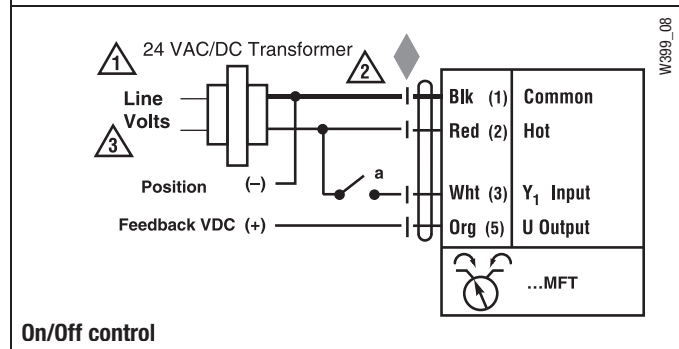 W399_08
1
24 VAC/DC Transformer
2
Line
Volts
3
Blk (1) Common
Red (2) Hot
a
Position (–)
Wht (3) Y₁ Input
Feedback VDC (+)
Org (5) U Output
...MFT
On/Off control